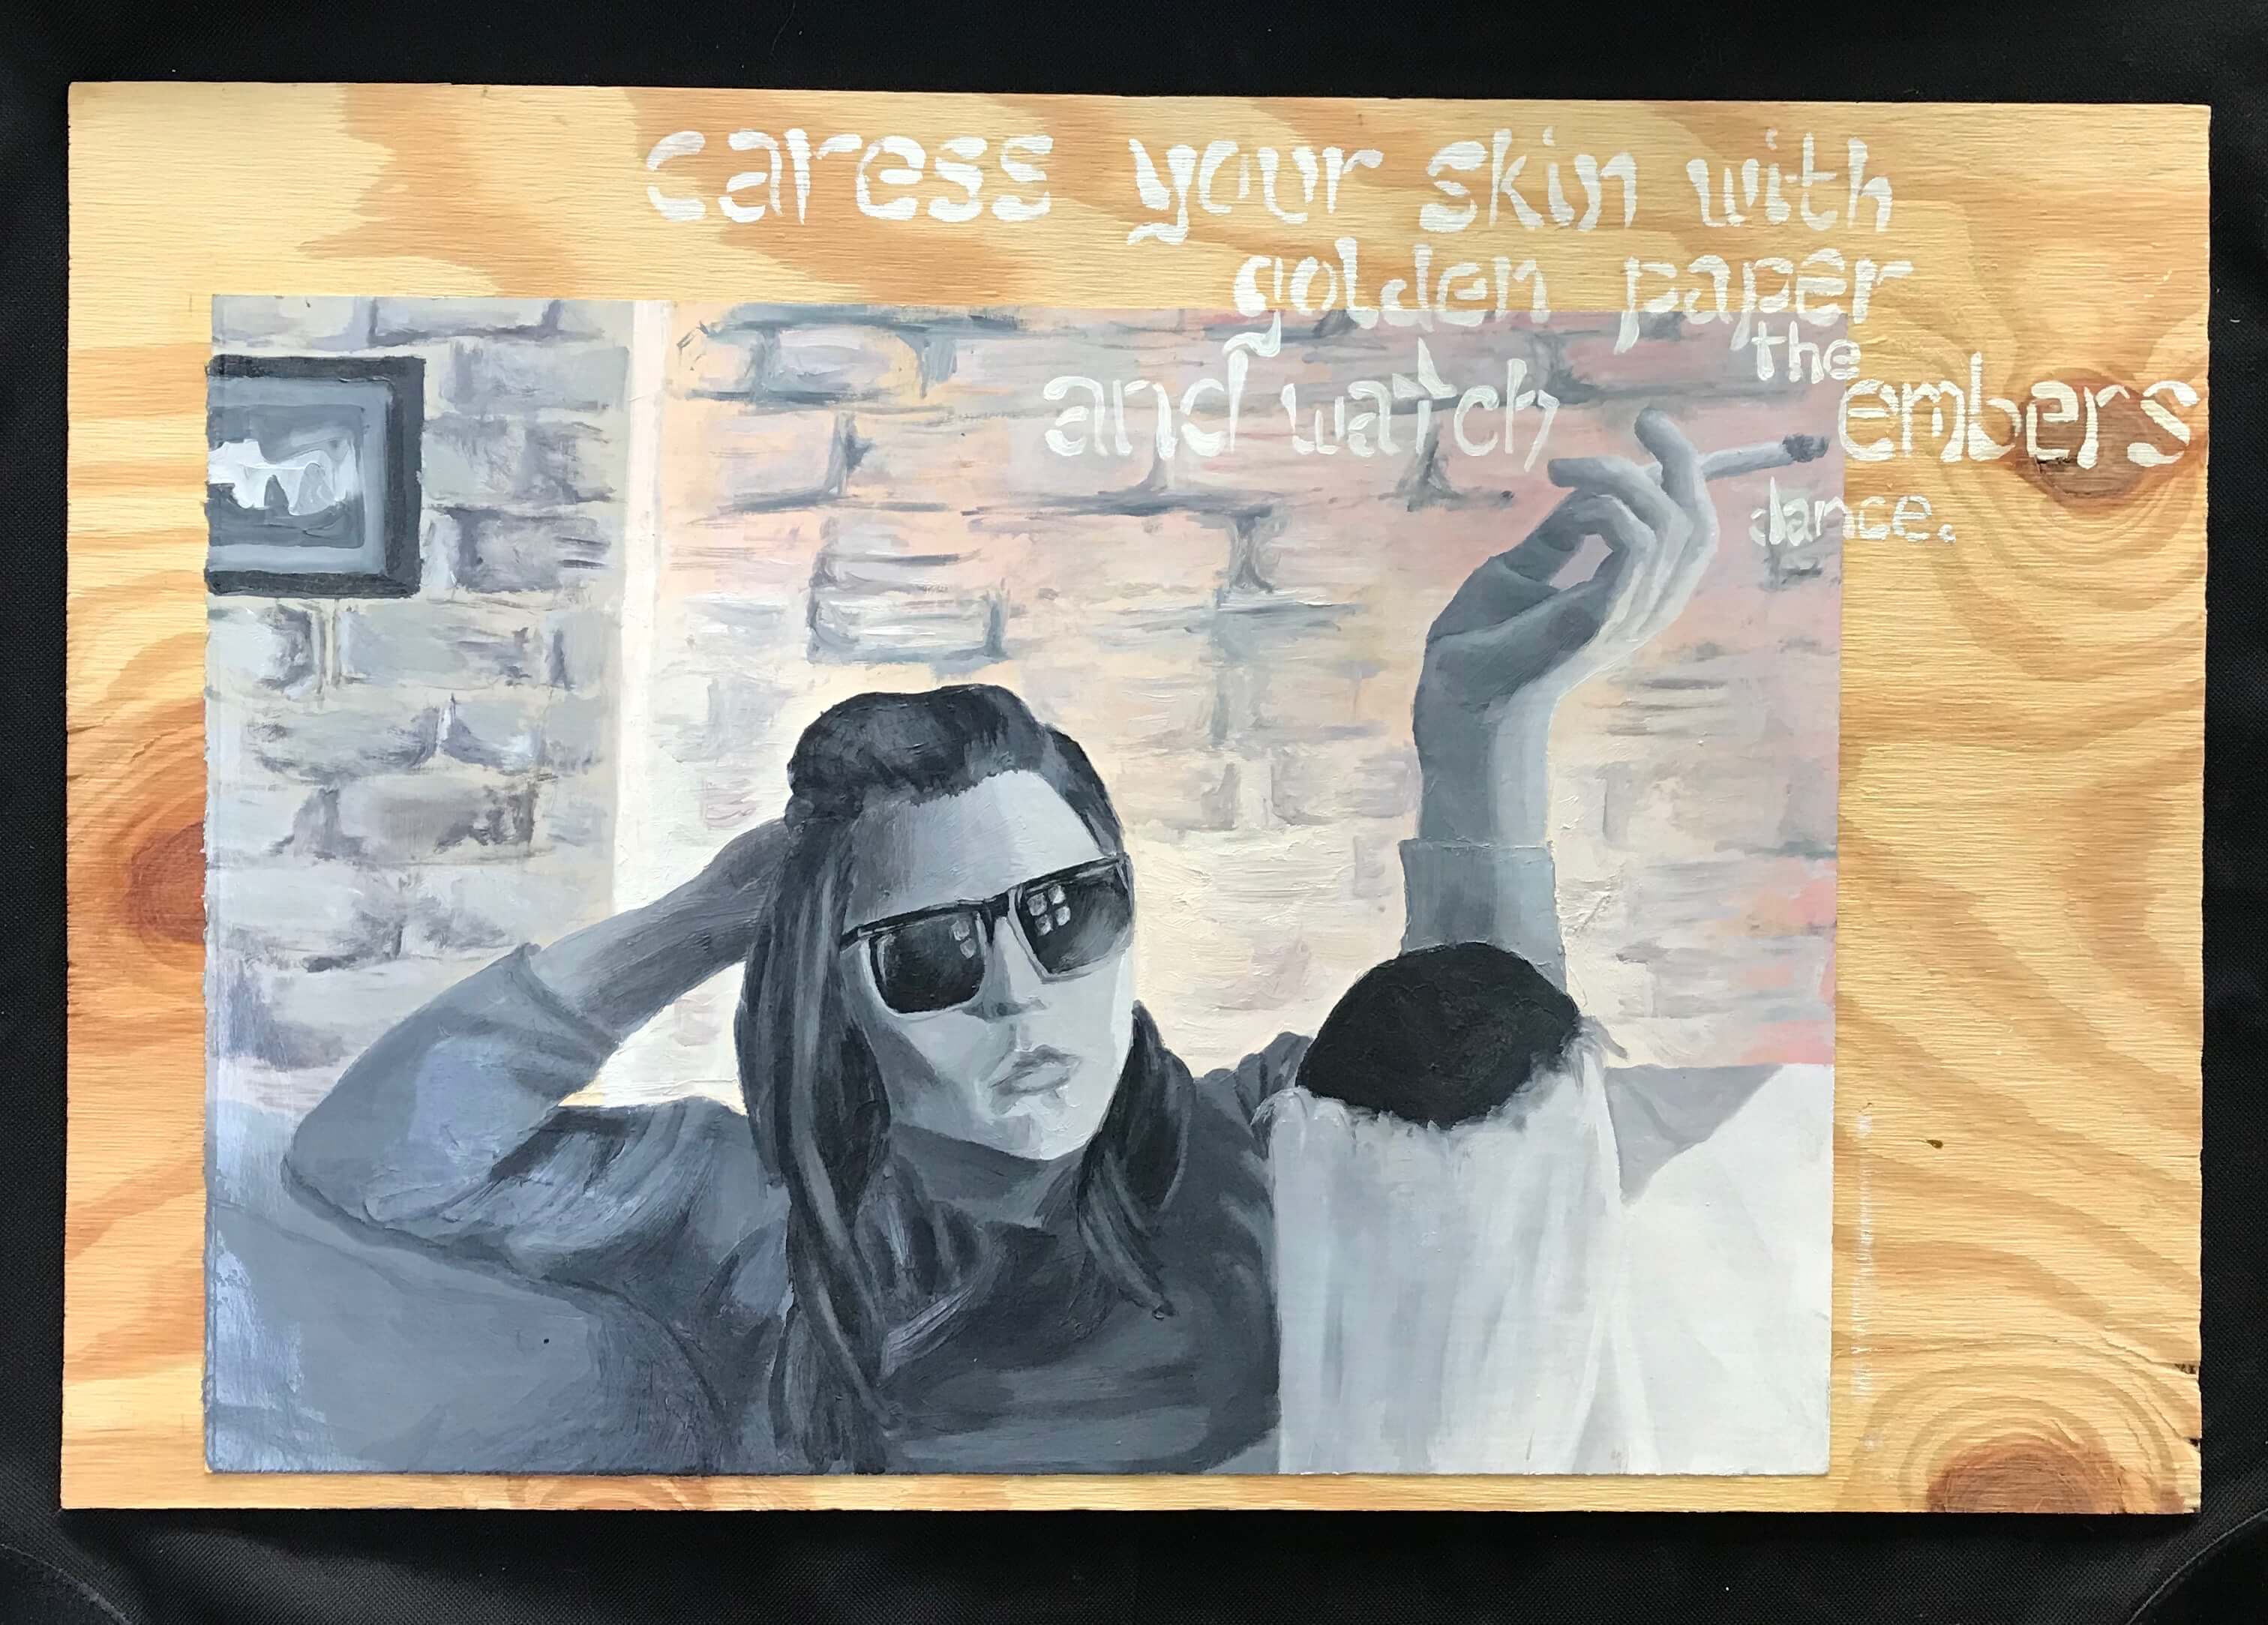 caress your skin with
golden paper
and watch the embers
dance.